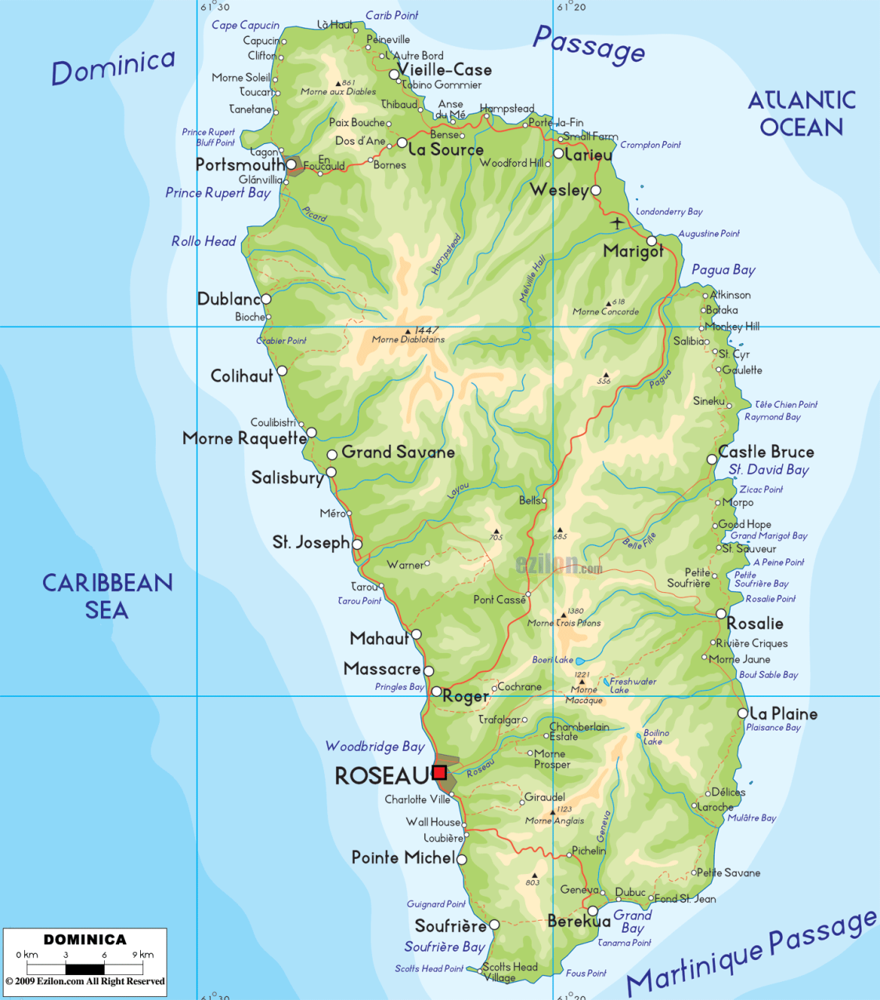 61°30
61°20
Dominica
Passage
Cape Capucin
Là Haut
Carib Point
Capucin
Peineville
Clifton
L'Autre Bord
Vieille-Case
Morne Soleil
861
Tobino Gommier
Toucari
Morne aux Diables
Tanetane
Thibaud
Anse
du Mé
Hampstead
Paix Bouche
Porte-la-Fin
ATLANTIC
OCEAN
Prince Rupert
Bluff Point
Dos d'Ane
Bense
Small Farm
Crompton Point
Lagon
La Source
Larieu
Portsmouth
En
Foucauld
Bornes
Woodford Hill
Glánvillia
Prince Rupert Bay
Wesley
Picard
Londonderry Bay
Rollo Head
Augustine Point
Hampstead
Marigot
Melville Hall
Pagua Bay
Dublanc
Atkinson
Bioche
618
Morne Concorde
Bataka
1447
Morne Diablotains
Monkey Hill
Crabier Point
Salibia
St. Cyr
Colihaut
Gaulette
556
Pagua
Sineku
Tête Chien Point
Raymond Bay
Coulibistri
Morne Raquette
Grand Savane
Castle Bruce
St. David Bay
Salisbury
Layou
Zicac Point
Bells
Morpo
Méro
Good Hope
705
685
Grand Marigot Bay
St. Joseph
Belle Fille
St. Sauveur
A Peine Point
Warner
ezilon.com
Petite
Soufrière
Petite
Soufrière Bay
Tarou
Tarou Point
Pont Cassé
Rosalie Point
1380
Morne Trois Pitons
Rosalie
Mahaut
Rivière Criques
Boeri Lake
Morne Jaune
Massacre
1221
Morne
Macaque
Freshwater
Lake
Bout Sable Bay
Pringles Bay
Cochrane
Roger
La Plaine
Trafalgar
Chamberlain
Estate
Plaisance Bay
Boilino
Lake
Woodbridge Bay
Morne
Prosper
ROSEAU
Roseau
Charlotte Ville
Giraudel
Délices
Laroche
1123
Morne Anglais
Geneva
Mulâtre Bay
Wall House
Loubière
Pichelin
Pointe Michel
Petite Savane
803
Geneva
Dubuc
Fond St. Jean
Guignard Point
Berekua
Grand
Bay
Soufrière
Tanama Point
Soufrière Bay
Scotts Head Point
Scotts Head
Village
Fous Point
Martinique Passage
CARIBBEAN
SEA
DOMINICA
0 km 3 6 9 km
© 2009 Ezilon.com All Right Reserved
61°30
61°20